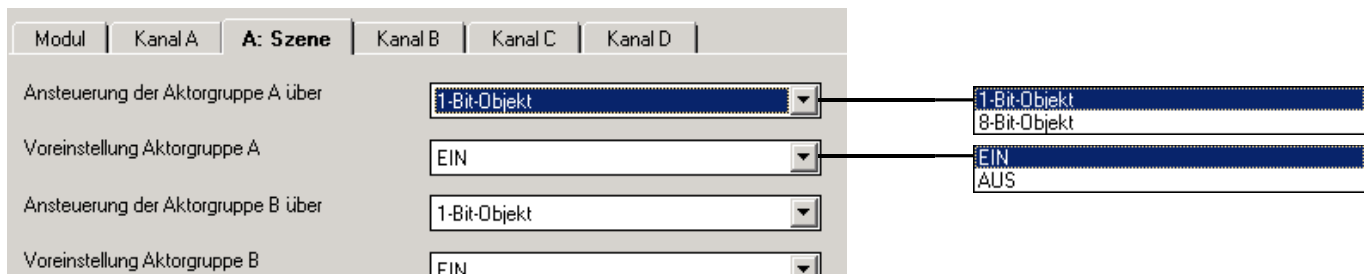 Modul Kanal A A: Szene Kanal B Kanal C Kanal D
Ansteuerung der Aktorgruppe A über 1-Bit-Objekt 1-Bit-Objekt
8-Bit-Objekt
Voreinstellung Aktorgruppe A EIN EIN
AUS
Ansteuerung der Aktorgruppe B über 1-Bit-Objekt
Voreinstellung Aktorgruppe B EIN